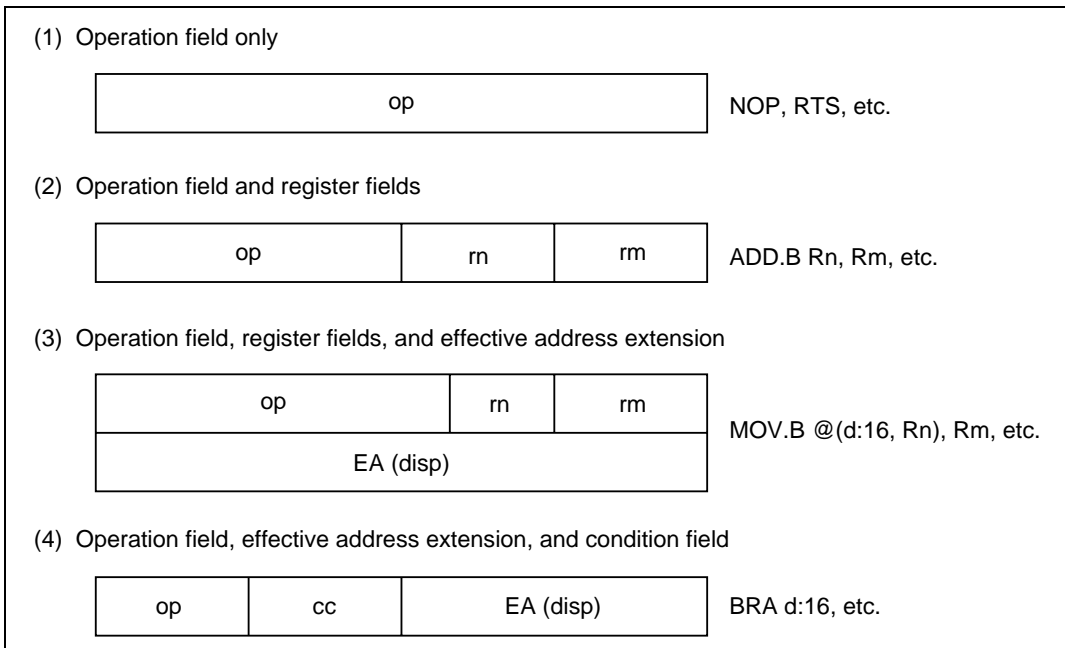 (1) Operation field only
op
NOP, RTS, etc.
(2) Operation field and register fields
op rn rm
ADD.B Rn, Rm, etc.
(3) Operation field, register fields, and effective address extension
op rn rm
EA (disp)
MOV.B @(d:16, Rn), Rm, etc.
(4) Operation field, effective address extension, and condition field
op cc EA (disp)
BRA d:16, etc.